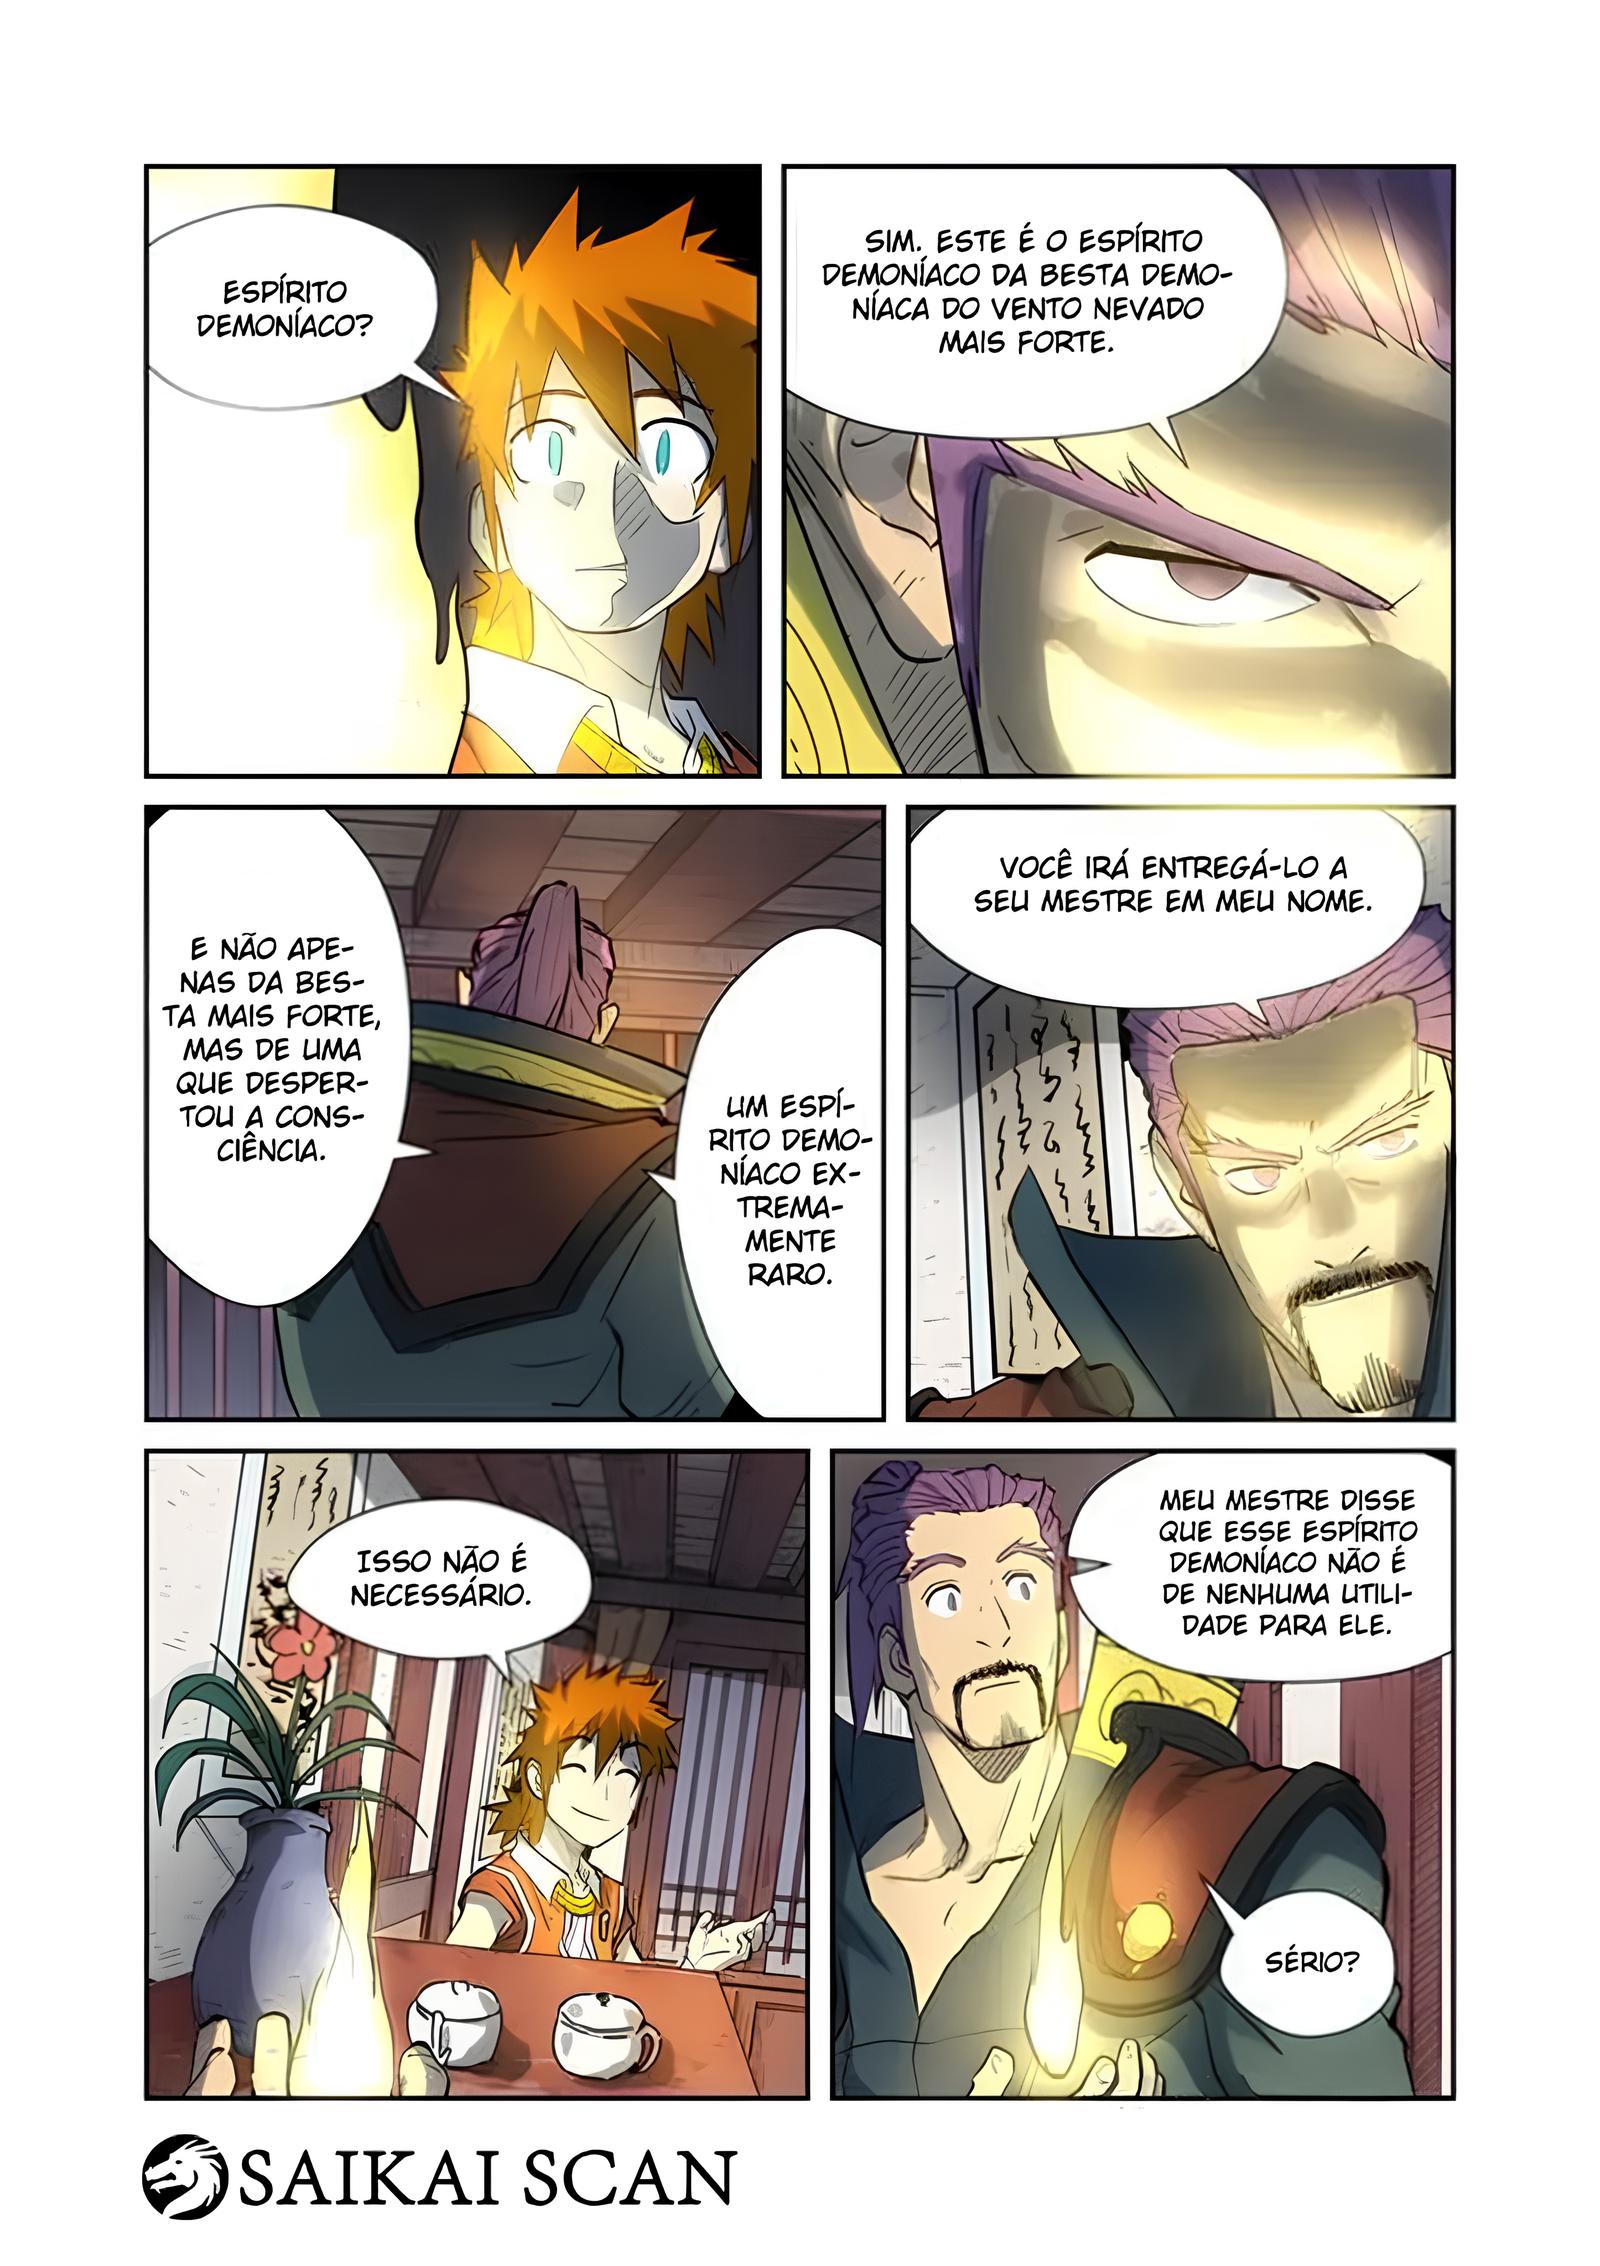 ESPÍRITO
DEMONÍACO?
SIM. ESTE É O ESPÍRITO
DEMONÍACO DA BESTA DEMO-
NÍACA DO VENTO NEVADO
MAIS FORTE.
E NÃO APE-
NAS DA BES-
TA MAIS FORTE,
MAS DE UMA
QUE DESPER-
TOU A CONS-
CIÊNCIA.
UM ESPÍ-
RITO DEMO-
NÍACO EX-
TREMA-
MENTE
RARO.
VOCÊ IRÁ ENTREGÁ-LO A
SEU MESTRE EM MEU NOME.
ISSO NÃO É
NECESSÁRIO.
MEU MESTRE DISSE
QUE ESSE ESPÍRITO
DEMONÍACO NÃO É
DE NENHUMA UTILI-
DADE PARA ELE.
SÉRIO?
SAIKAI SCAN